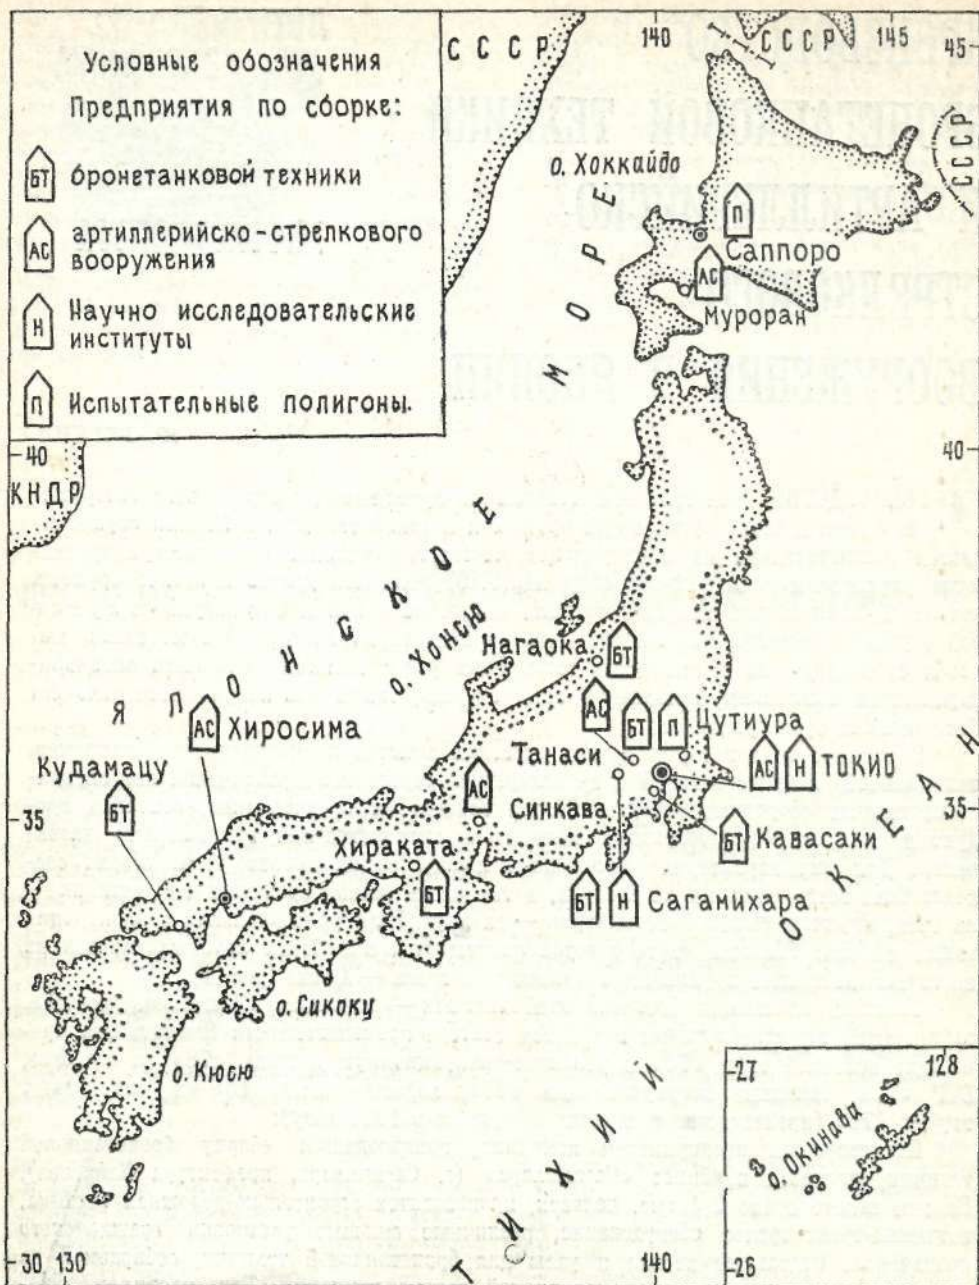 Условные обозначения
Предприятия по сборке:
БТ бронетанковой техники
АС артиллерийско-стрелкового
вооружения
Н Научно исследовательские
институты
П Испытательные полигоны.
СССР
140
СССР
145
45
СССР
о. Хоккайдо
П
Саппоро
АС
Муроран
40
КНДР
40
ЯПОНСКОЕ МОРЕ
о. Хонсю
Нагаока
БТ
АС
БТ
П
Цутиура
АС
Хиросима
Танаси
АС
Н
ТОКИО
Кудамацу
БТ
АС
Синкава
35
35
Хираката
БТ
Кавасаки
БТ
БТ
Н
Сагамихара
о. Сикоку
о. Кюсю
ТИХИЙ ОКЕАН
27
128
о. Окинава
30
130
140
26